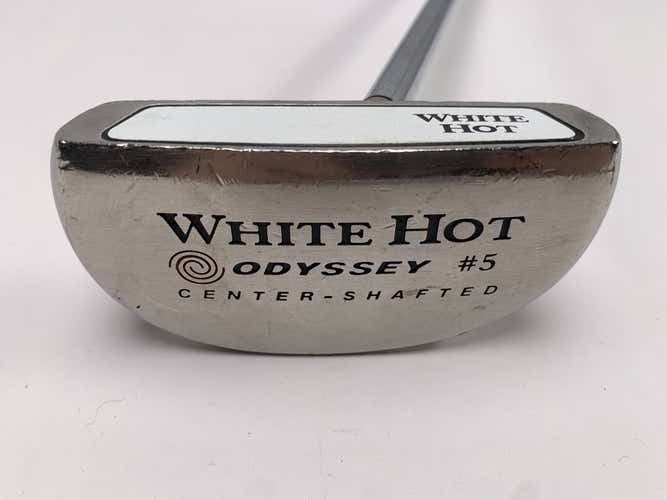 WHITE
HOT
WHITE HOT
ODYSSEY #5
CENTER-SHAFTED